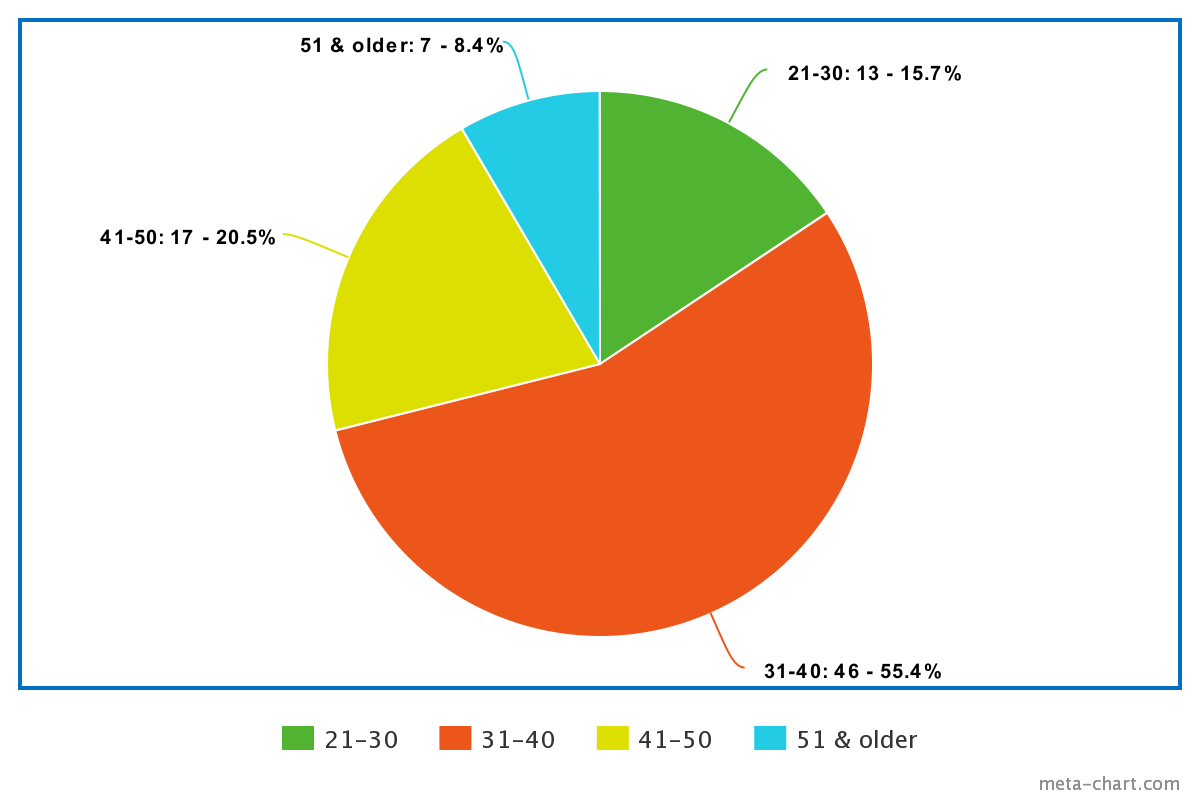 51 & older: 7 - 8.4%
21-30: 13 - 15.7%
41-50: 17 - 20.5%
31-40: 46 - 55.4%
21-30 31-40 41-50 51 & older
meta-chart.com